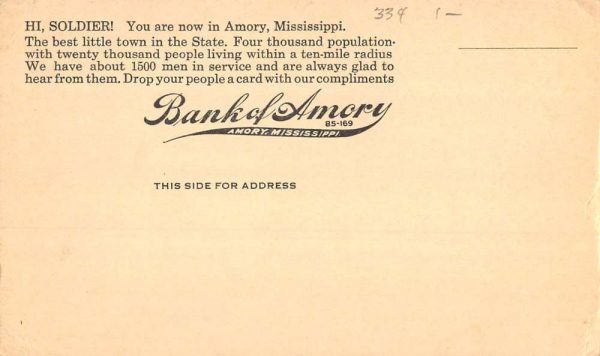 33¢ 1-
HI, SOLDIER! You are now in Amory, Mississippi.
The best little town in the State. Four thousand population-
with twenty thousand people living within a ten-mile radius
We have about 1500 men in service and are always glad to
hear from them. Drop your people a card with our compliments
Bank of Amory
85-169
AMORY, MISSISSIPPI.
THIS SIDE FOR ADDRESS